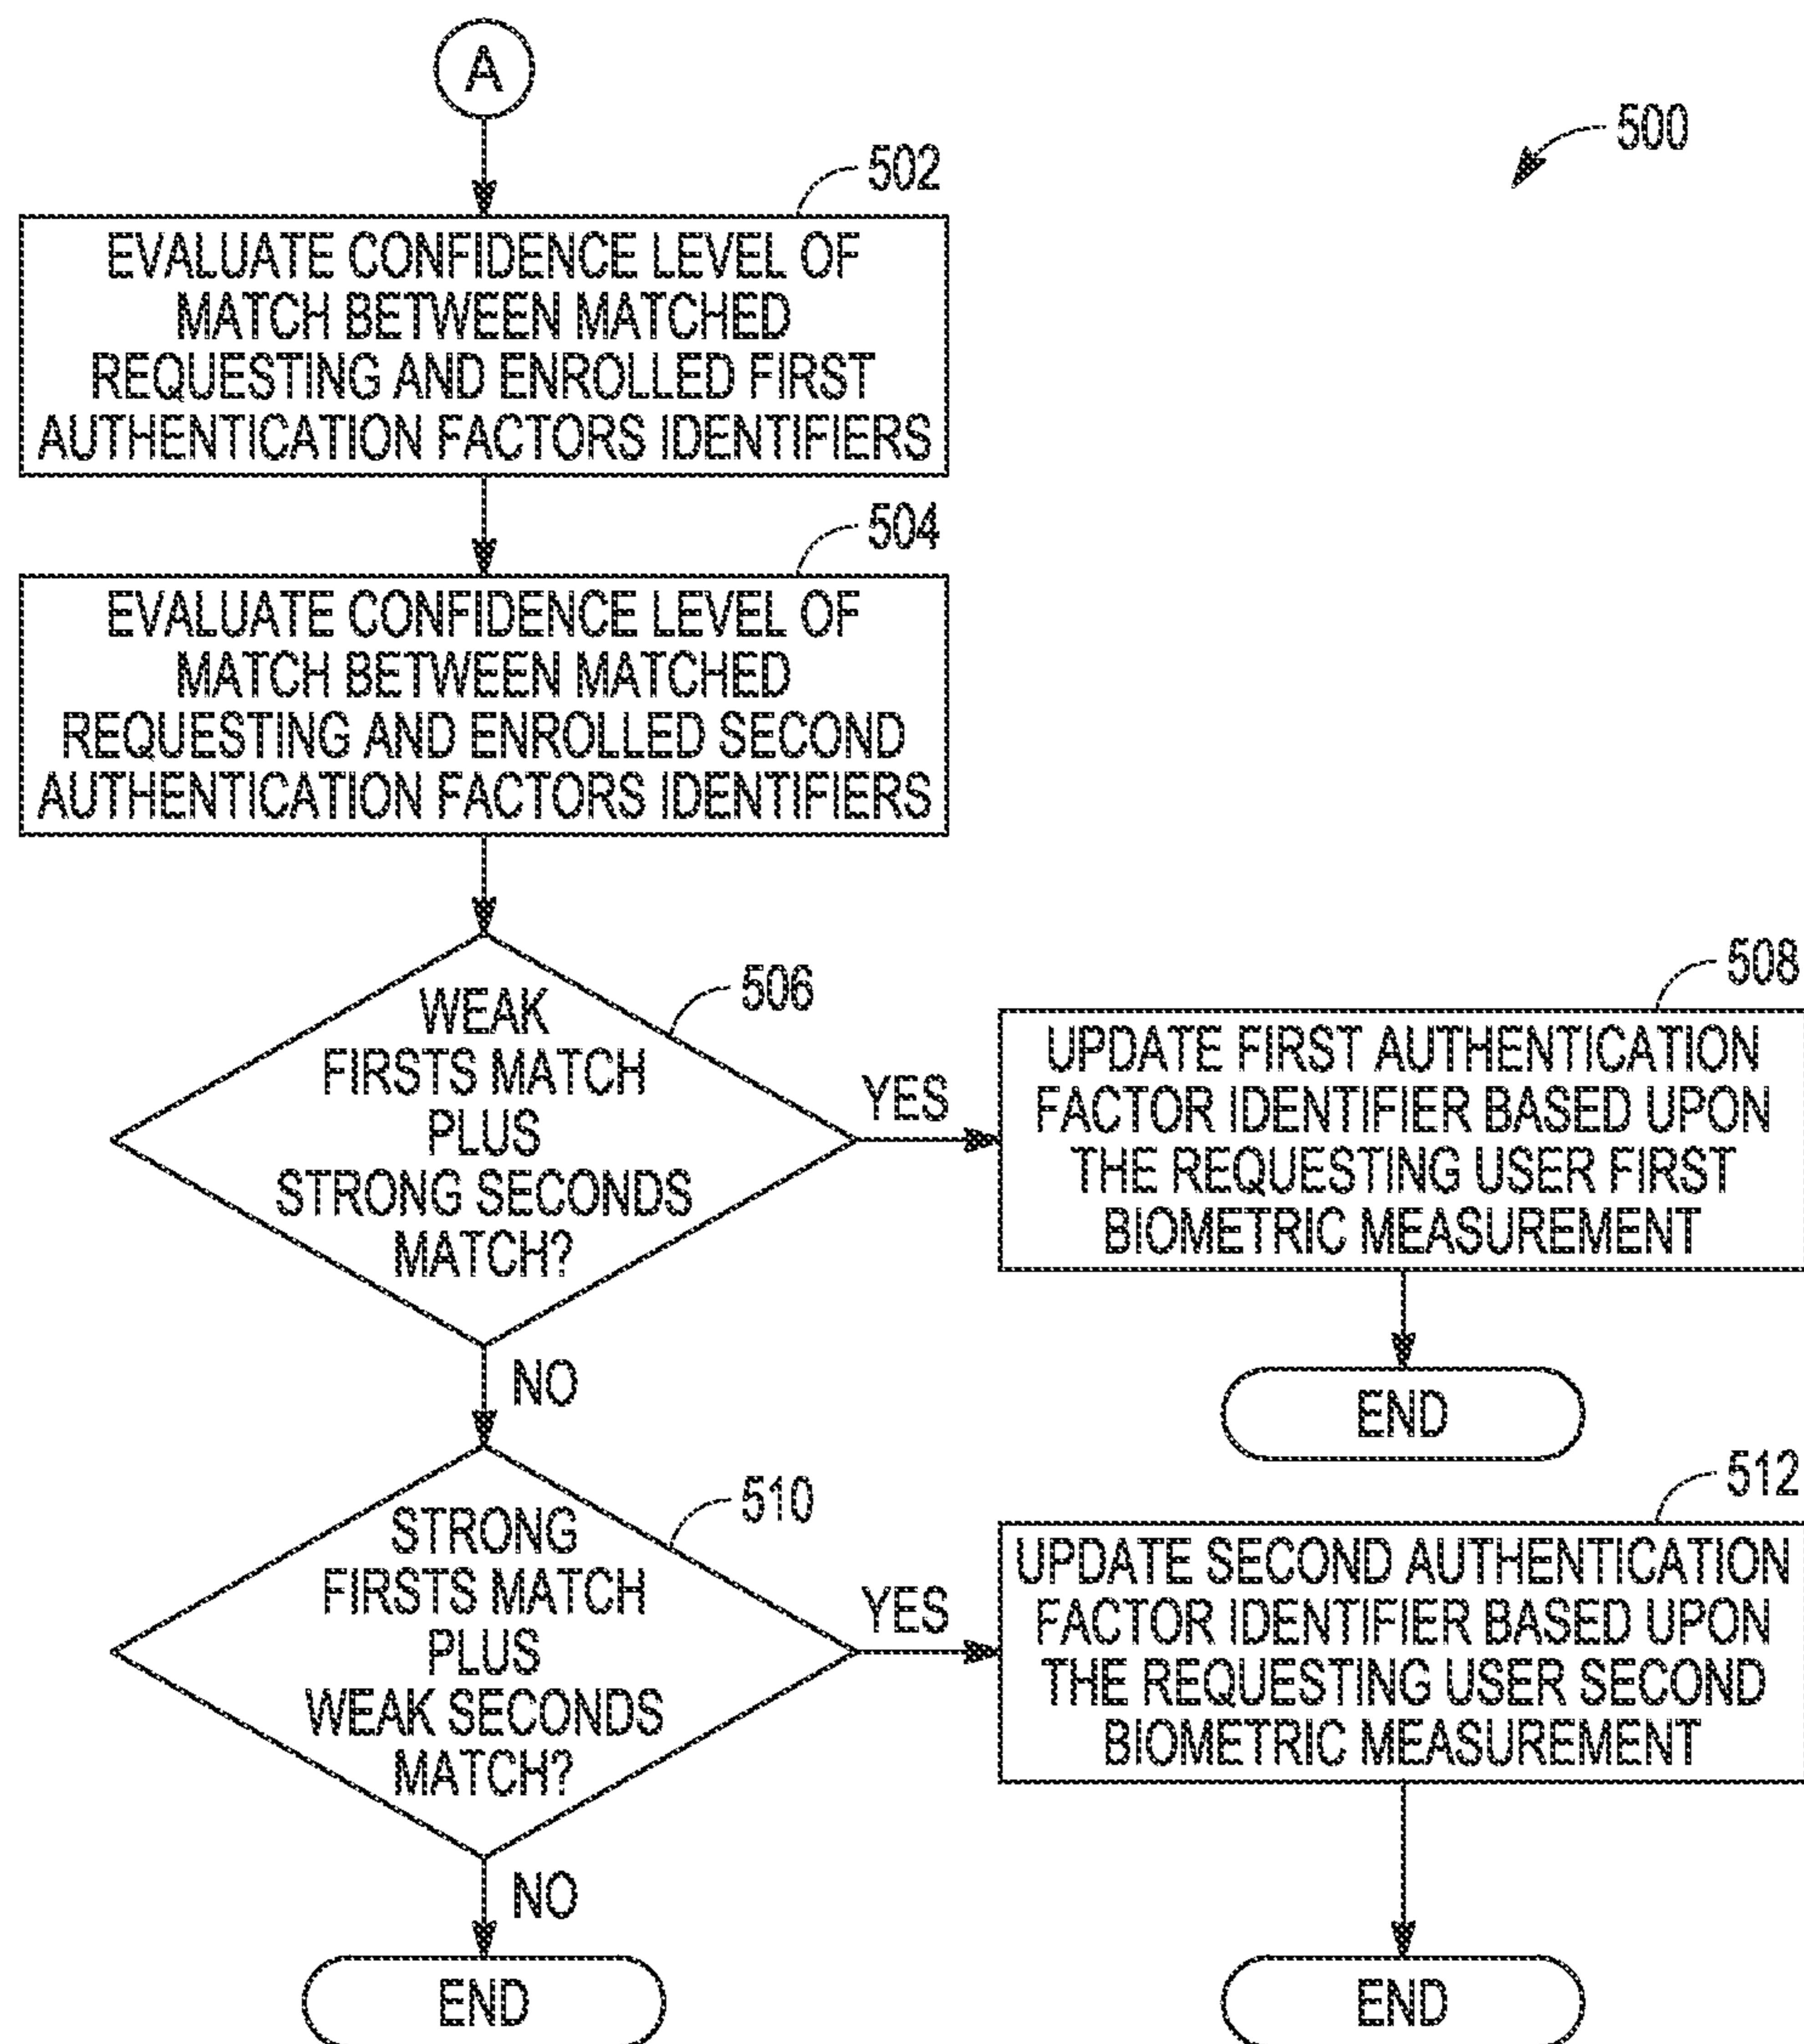 A
500
502
EVALUATE CONFIDENCE LEVEL OF
MATCH BETWEEN MATCHED
REQUESTING AND ENROLLED FIRST
AUTHENTICATION FACTORS IDENTIFIERS
504
EVALUATE CONFIDENCE LEVEL OF
MATCH BETWEEN MATCHED
REQUESTING AND ENROLLED SECOND
AUTHENTICATION FACTORS IDENTIFIERS
506
WEAK
FIRSTS MATCH
PLUS
STRONG SECONDS
MATCH?
YES
508
UPDATE FIRST AUTHENTICATION
FACTOR IDENTIFIER BASED UPON
THE REQUESTING USER FIRST
BIOMETRIC MEASUREMENT
END
NO
510
STRONG
FIRSTS MATCH
PLUS
WEAK SECONDS
MATCH?
YES
512
UPDATE SECOND AUTHENTICATION
FACTOR IDENTIFIER BASED UPON
THE REQUESTING USER SECOND
BIOMETRIC MEASUREMENT
NO
END
END